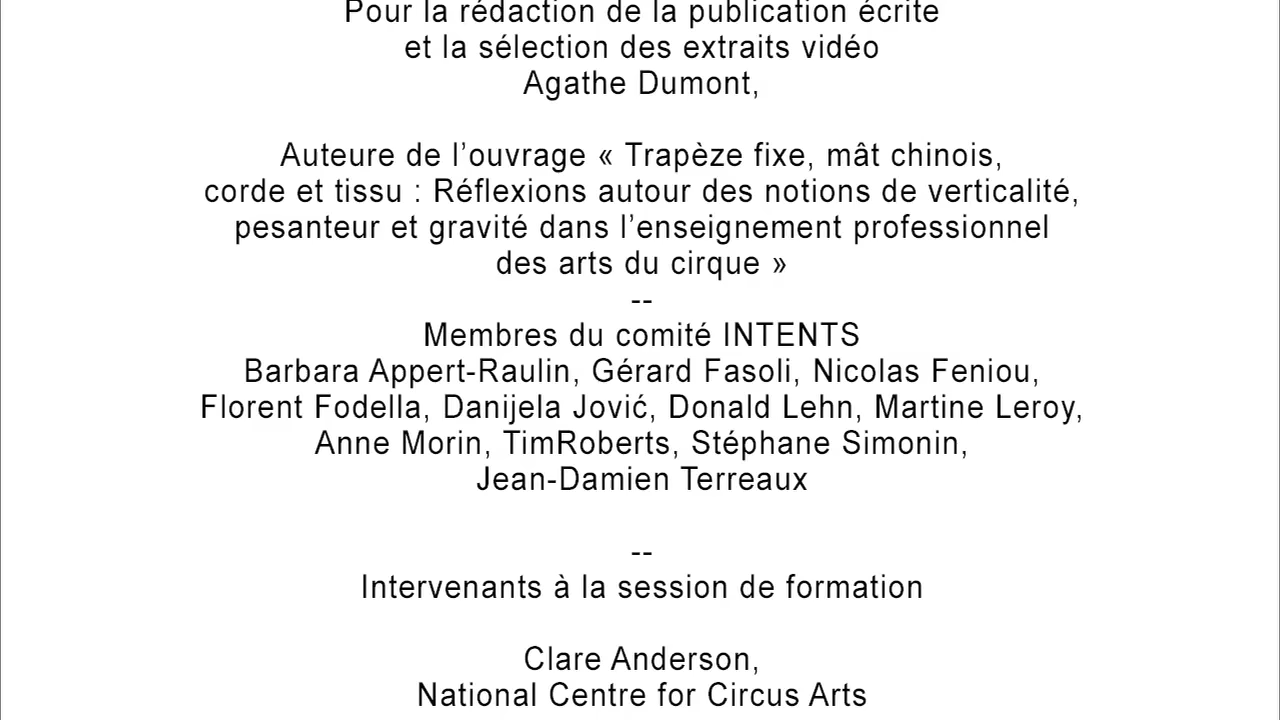 Pour la rédaction de la publication écrite
et la sélection des extraits vidéo
Agathe Dumont,
Auteure de l’ouvrage « Trapèze fixe, mât chinois,
corde et tissu : Réflexions autour des notions de verticalité,
pesanteur et gravité dans l’enseignement professionnel
des arts du cirque »
--
Membres du comité INTENTS
Barbara Appert-Raulin, Gérard Fasoli, Nicolas Feniou,
Florent Fodella, Danijela Jović, Donald Lehn, Martine Leroy,
Anne Morin, TimRoberts, Stéphane Simonin,
Jean-Damien Terreaux
--
Intervenants à la session de formation
Clare Anderson,
National Centre for Circus Arts